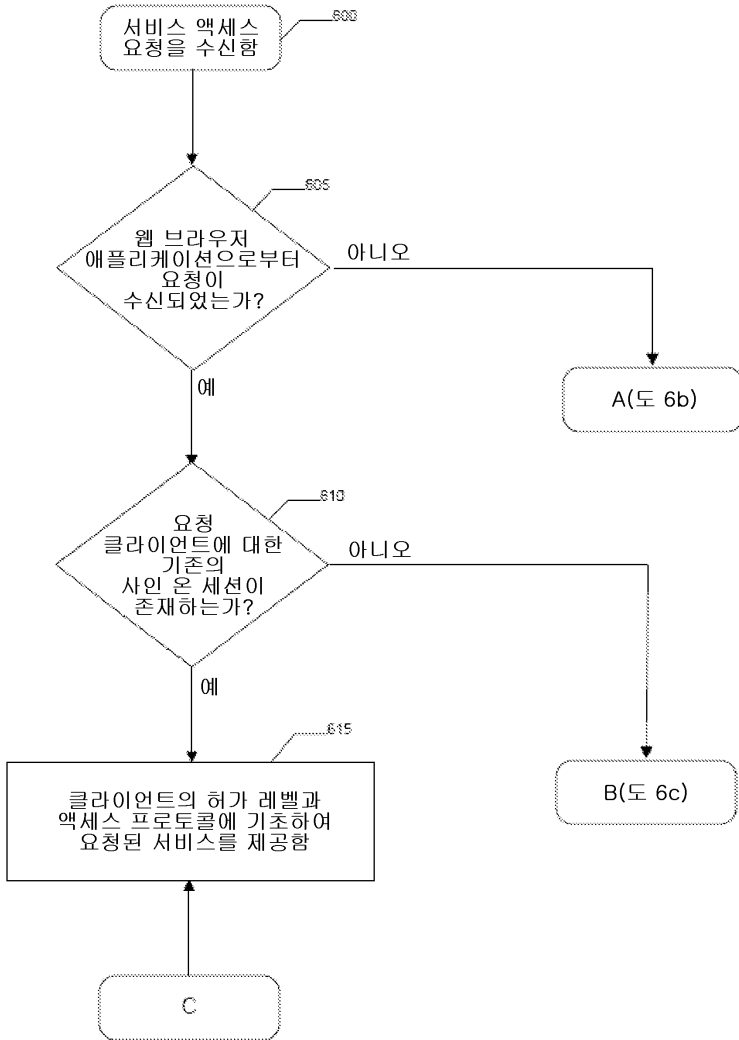 서비스 액세스
요청을 수신함
600
605
웹 브라우저
애플리케이션으로부터
요청이
수신되었는가?
아니오
예
A(도 6b)
610
요청
클라이언트에 대한
기존의
사인 온 세션이
존재하는가?
아니오
예
615
클라이언트의 허가 레벨과
액세스 프로토콜에 기초하여
요청된 서비스를 제공함
B(도 6c)
C